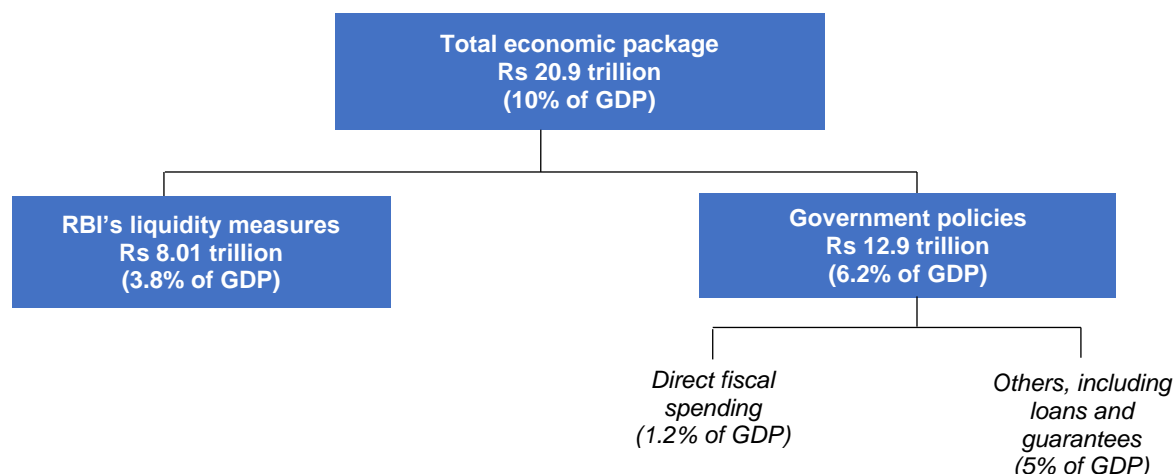 Total economic package
Rs 20.9 trillion
(10% of GDP)
RBI’s liquidity measures
Rs 8.01 trillion
(3.8% of GDP)
Government policies
Rs 12.9 trillion
(6.2% of GDP)
Direct fiscal
spending
(1.2% of GDP)
Others, including
loans and
guarantees
(5% of GDP)